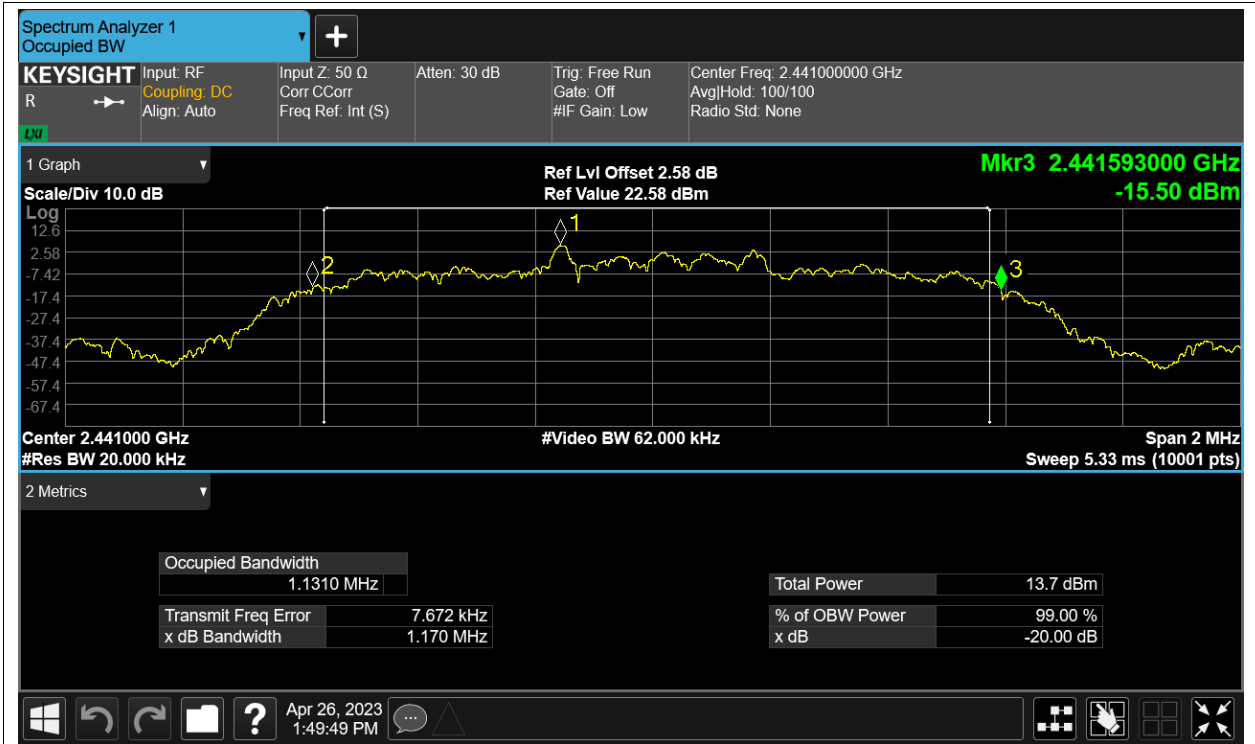 Spectrum Analyzer 1
Occupied BW
KEYSIGHT
R
LXI
Input: RF
Coupling: DC
Align: Auto
Input Z: 50 Ω
Corr CCorr
Freq Ref: Int (S)
Atten: 30 dB
Trig: Free Run
Gate: Off
#IF Gain: Low
Center Freq: 2.441000000 GHz
Avg|Hold: 100/100
Radio Std: None
1 Graph
Scale/Div 10.0 dB
Ref Lvl Offset 2.58 dB
Ref Value 22.58 dBm
Mkr3 2.441593000 GHz
-15.50 dBm
Log
12.6
2.58
-7.42
-17.4
-27.4
-37.4
-47.4
-57.4
-67.4
1
2
3
Center 2.441000 GHz
#Video BW 62.000 kHz
Span 2 MHz
#Res BW 20.000 kHz
Sweep 5.33 ms (10001 pts)
2 Metrics
Occupied Bandwidth
1.1310 MHz
Transmit Freq Error 7.672 kHz
x dB Bandwidth 1.170 MHz
Total Power 13.7 dBm
% of OBW Power 99.00 %
x dB -20.00 dB
?
Apr 26, 2023
1:49:49 PM